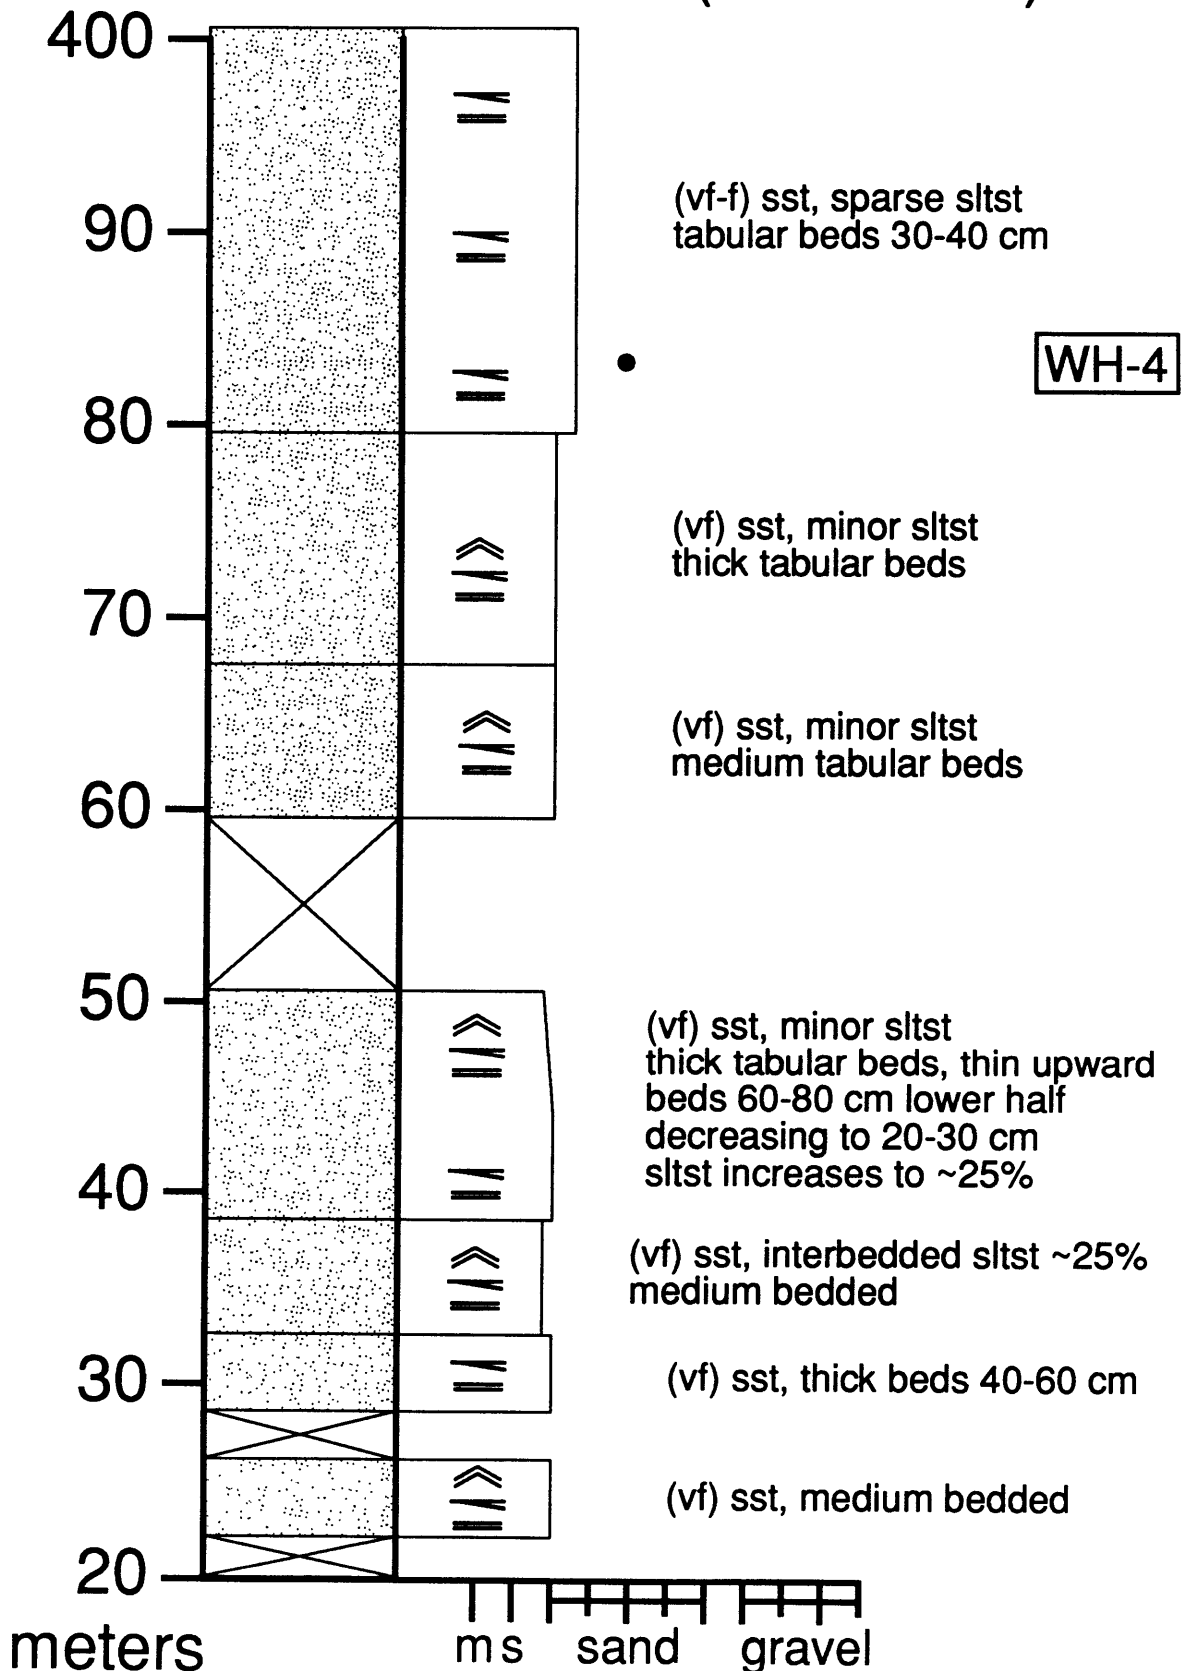 400
(vf-f) sst, sparse sltst
tabular beds 30-40 cm
90
WH-4
80
(vf) sst, minor sltst
thick tabular beds
70
(vf) sst, minor sltst
medium tabular beds
60
50
(vf) sst, minor sltst
thick tabular beds, thin upward
beds 60-80 cm lower half
decreasing to 20-30 cm
sltst increases to ~25%
40
(vf) sst, interbedded sltst ~25%
medium bedded
30
(vf) sst, thick beds 40-60 cm
(vf) sst, medium bedded
20
meters m s sand gravel